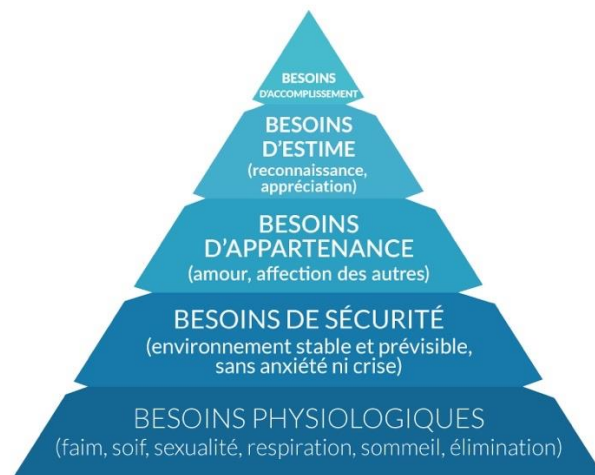 BESOINS
D'ACCOMPLISSEMENT
BESOINS
D'ESTIME
(reconnaissance,
appréciation)
BESOINS
D'APPARTENANCE
(amour, affection des autres)
BESOINS DE SÉCURITÉ
(environnement stable et prévisible,
sans anxiété ni crise)
BESOINS PHYSIOLOGIQUES
(faim, soif, sexualité, respiration, sommeil, élimination)